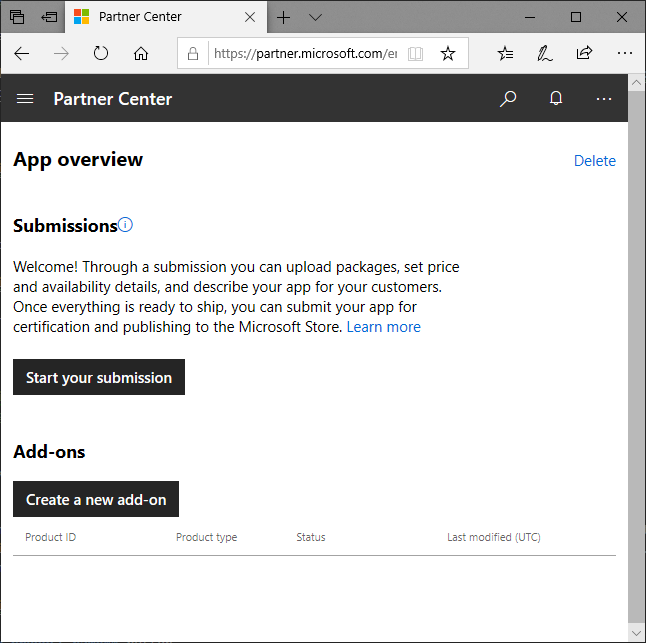 Partner Center
https://partner.microsoft.com/en
Partner Center
App overview
Delete
Submissions
Welcome! Through a submission you can upload packages, set price
and availability details, and describe your app for your customers.
Once everything is ready to ship, you can submit your app for
certification and publishing to the Microsoft Store. Learn more
Start your submission
Add-ons
Create a new add-on
Product ID Product type Status Last modified (UTC)